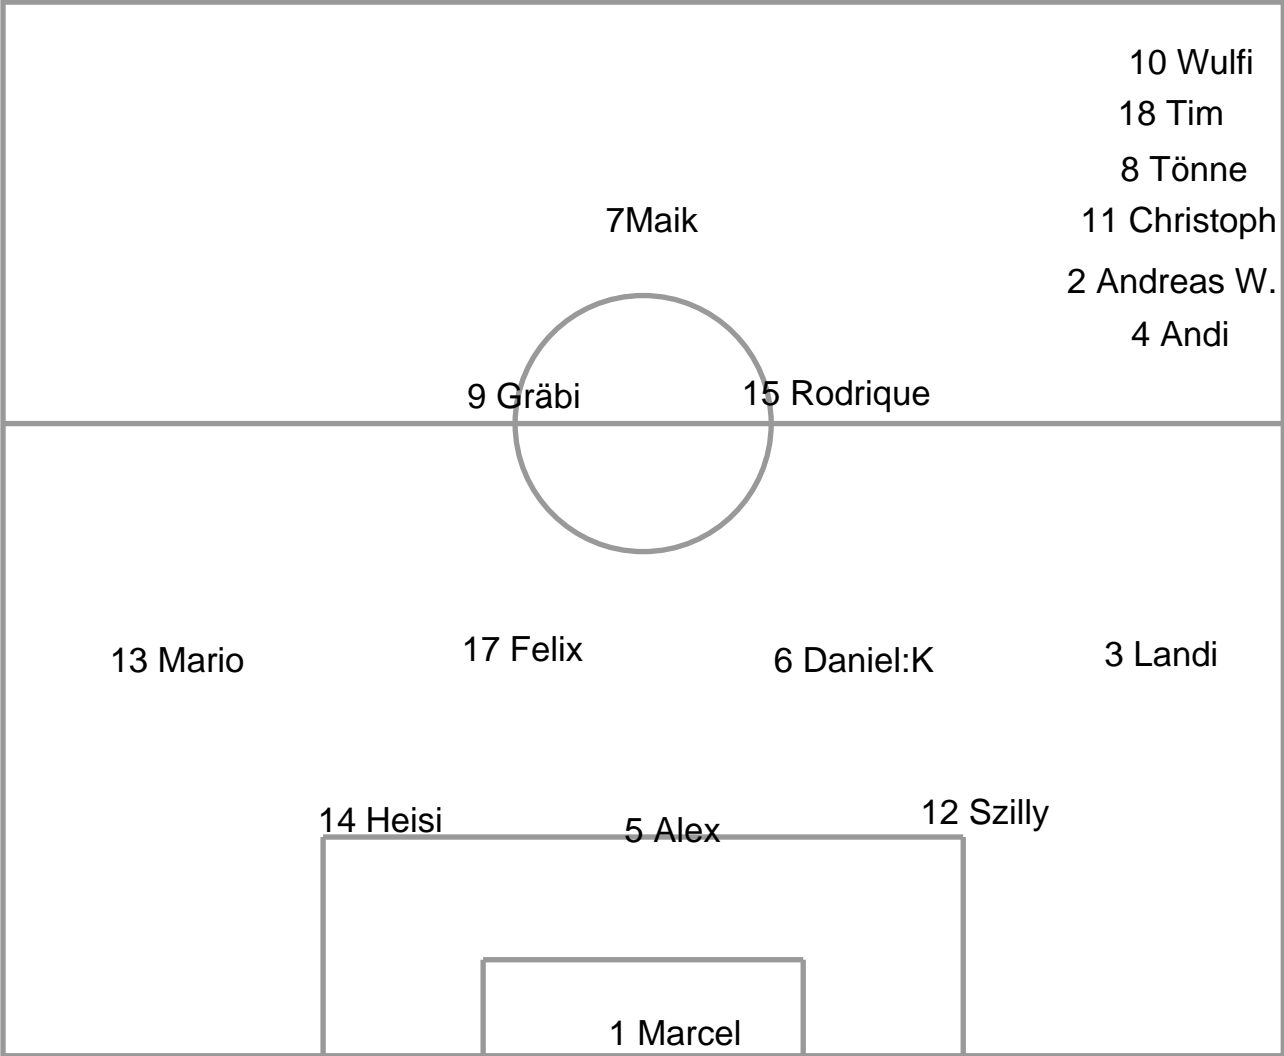 10 Wulfi
18 Tim
8 Tönne
7Maik
11 Christoph
2 Andreas W.
4 Andi
9 Gräbi
15 Rodrique
13 Mario
17 Felix
6 Daniel:K
3 Landi
14 Heisi
5 Alex
12 Szilly
1 Marcel